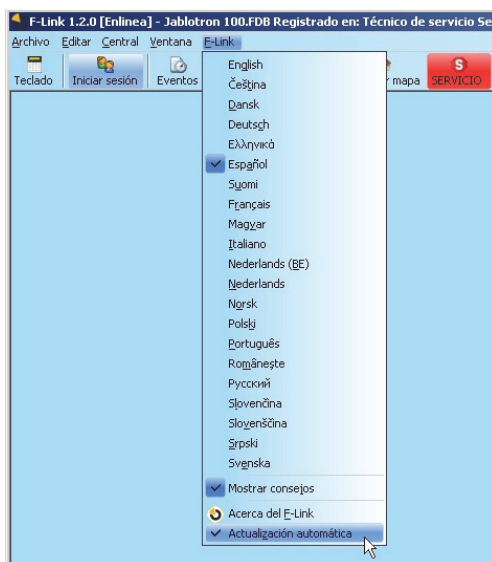 F-Link 1.2.0 [Enlinea] - Jablotron 100.FDB Registrado en: Técnico de servicio Se
Archivo Editar Central Ventana F-Link
Teclado Iniciar sesión Eventos mapa SERVICIO
English
Čeština
Dansk
Deutsch
Ελληνικά
Español
Suomi
Français
Magyar
Italiano
Nederlands (BE)
Nederlands
Norsk
Polski
Português
Româneşte
Русский
Slovenčina
Slovenščina
Srpski
Svenska
Mostrar consejos
Acerca del F-Link
Actualización automática